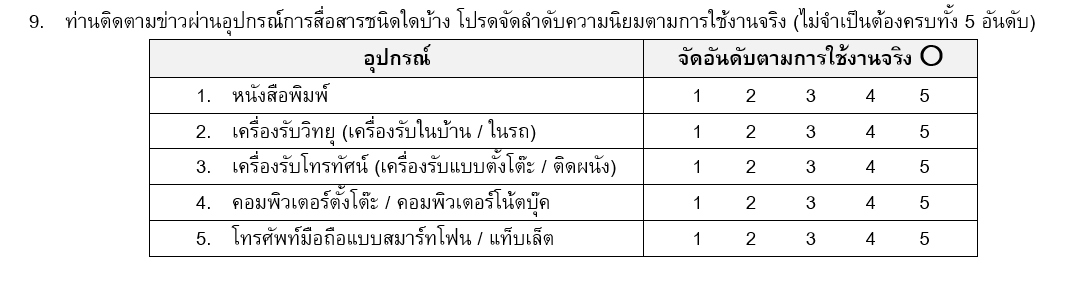 9. ท่านติดตามข่าวผ่านอุปกรณ์การสื่อสารชนิดใดบ้าง โปรดจัดลำดับความนิยมตามการใช้งานจริง (ไม่จำเป็นต้องครบทั้ง 5 อันดับ)
อุปกรณ์ จัดอันดับตามการใช้งานจริง O
1. หนังสือพิมพ์ 1 2 3 4 5
2. เครื่องรับวิทยุ (เครื่องรับในบ้าน / ในรถ) 1 2 3 4 5
3. เครื่องรับโทรทัศน์ (เครื่องรับแบบตั้งโต๊ะ / ติดผนัง) 1 2 3 4 5
4. คอมพิวเตอร์ตั้งโต๊ะ / คอมพิวเตอร์โน้ตบุ๊ค 1 2 3 4 5
5. โทรศัพท์มือถือแบบสมาร์ทโฟน / แท็บเล็ต 1 2 3 4 5